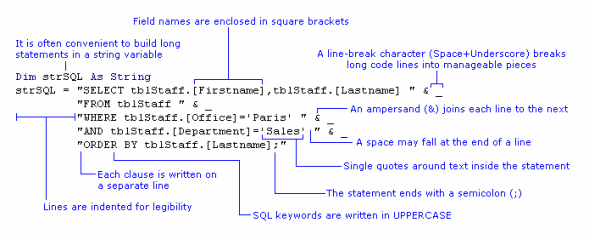 Field names are enclosed in square brackets
It is often convenient to build long
statements in a string variable
A line-break character (Space+Underscore) breaks
long code lines into manageable pieces
Dim strSQL As String
strSQL = "SELECT tblStaff.[Firstname],tblStaff.[Lastname] " & _
"FROM tblStaff " & _
"WHERE tblStaff.[Office]='Paris' " & _
"AND tblStaff.[Department]='Sales' " & _
"ORDER BY tblStaff.[Lastname];"
An ampersand (&) joins each line to the next
A space may fall at the end of a line
Single quotes around text inside the statement
Each clause is written on
a separate line
The statement ends with a semicolon (;)
Lines are indented for legibility
SQL keywords are written in UPPERCASE